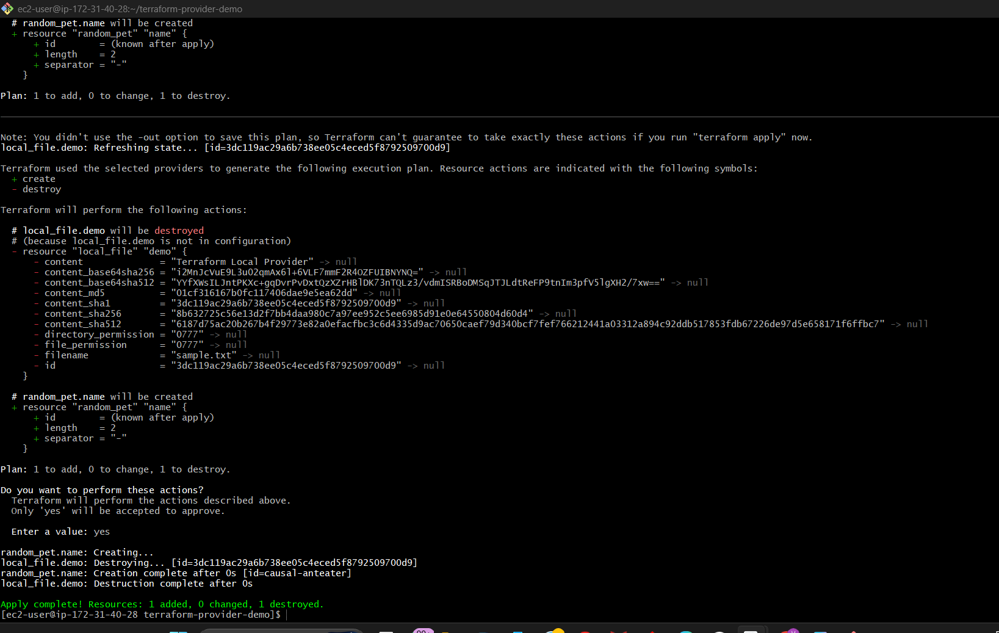 ec2-user@ip-172-31-40-28:~/terraform-provider-demo
  # random_pet.name will be created
  + resource "random_pet" "name" {
      + id        = (known after apply)
      + length    = 2
      + separator = "-"
    }

Plan: 1 to add, 0 to change, 1 to destroy.

Note: You didn't use the -out option to save this plan, so Terraform can't guarantee to take exactly these actions if you run "terraform apply" now.
local_file.demo: Refreshing state... [id=3dc119ac29a6b738ee05c4eced5f8792509700d9]

Terraform used the selected providers to generate the following execution plan. Resource actions are indicated with the following symbols:
  + create
  - destroy

Terraform will perform the following actions:

  # local_file.demo will be destroyed
  # (because local_file.demo is not in configuration)
  - resource "local_file" "demo" {
      - content              = "Terraform Local Provider" -> null
      - content_base64sha256 = "i2MnJcVuE9L3u02qmAx6l+6VLF7mmF2R4OZFUIBNYNQ=" -> null
      - content_base64sha512 = "YYfXWsILJntPKXc+gqDvrPvDxtQzXZrHBlDK73nTQLz3/vdmISRBoDMSqJTJLdtReFP9tnIm3pfV5lgXH2/7xw==" -> null
      - content_md5          = "01cf316167b0fc117406dae9e5ea62dd" -> null
      - content_sha1         = "3dc119ac29a6b738ee05c4eced5f8792509700d9" -> null
      - content_sha256       = "8b632725c56e13d2f7bb4daa980c7a97ee952c5ee6985d91e0e64550804d60d4" -> null
      - content_sha512       = "6187d75ac20b267b4f29773e82a0efacfbc3c6d4335d9ac70650caef79d340bcf7fef766212441a03312a894c92ddb517853fdb67226de97d5e658171f6ffbc7" -> null
      - directory_permission = "0777" -> null
      - file_permission      = "0777" -> null
      - filename             = "sample.txt" -> null
      - id                   = "3dc119ac29a6b738ee05c4eced5f8792509700d9" -> null
    }

  # random_pet.name will be created
  + resource "random_pet" "name" {
      + id        = (known after apply)
      + length    = 2
      + separator = "-"
    }

Plan: 1 to add, 0 to change, 1 to destroy.

Do you want to perform these actions?
  Terraform will perform the actions described above.
  Only 'yes' will be accepted to approve.

  Enter a value: yes

random_pet.name: Creating...
local_file.demo: Destroying... [id=3dc119ac29a6b738ee05c4eced5f8792509700d9]
random_pet.name: Creation complete after 0s [id=causal-anteater]
local_file.demo: Destruction complete after 0s

Apply complete! Resources: 1 added, 0 changed, 1 destroyed.
[ec2-user@ip-172-31-40-28 terraform-provider-demo]$